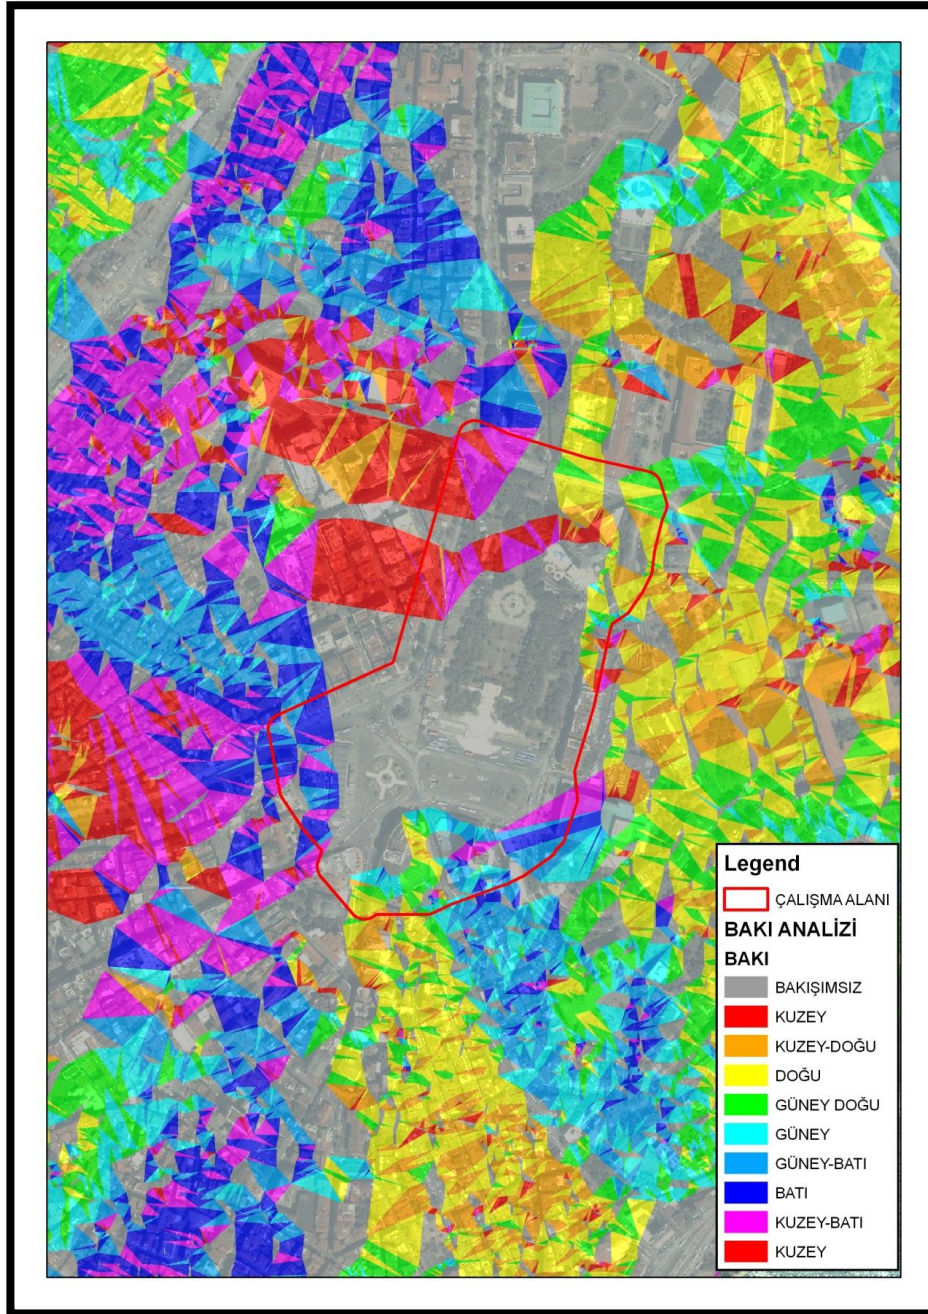 Legend
ÇALIŞMA ALANI
BAKI ANALİZİ
BAKI
BAKIŞIMSIZ
KUZEY
KUZEY-DOĞU
DOĞU
GÜNEY DOĞU
GÜNEY
GÜNEY-BATI
BATI
KUZEY-BATI
KUZEY